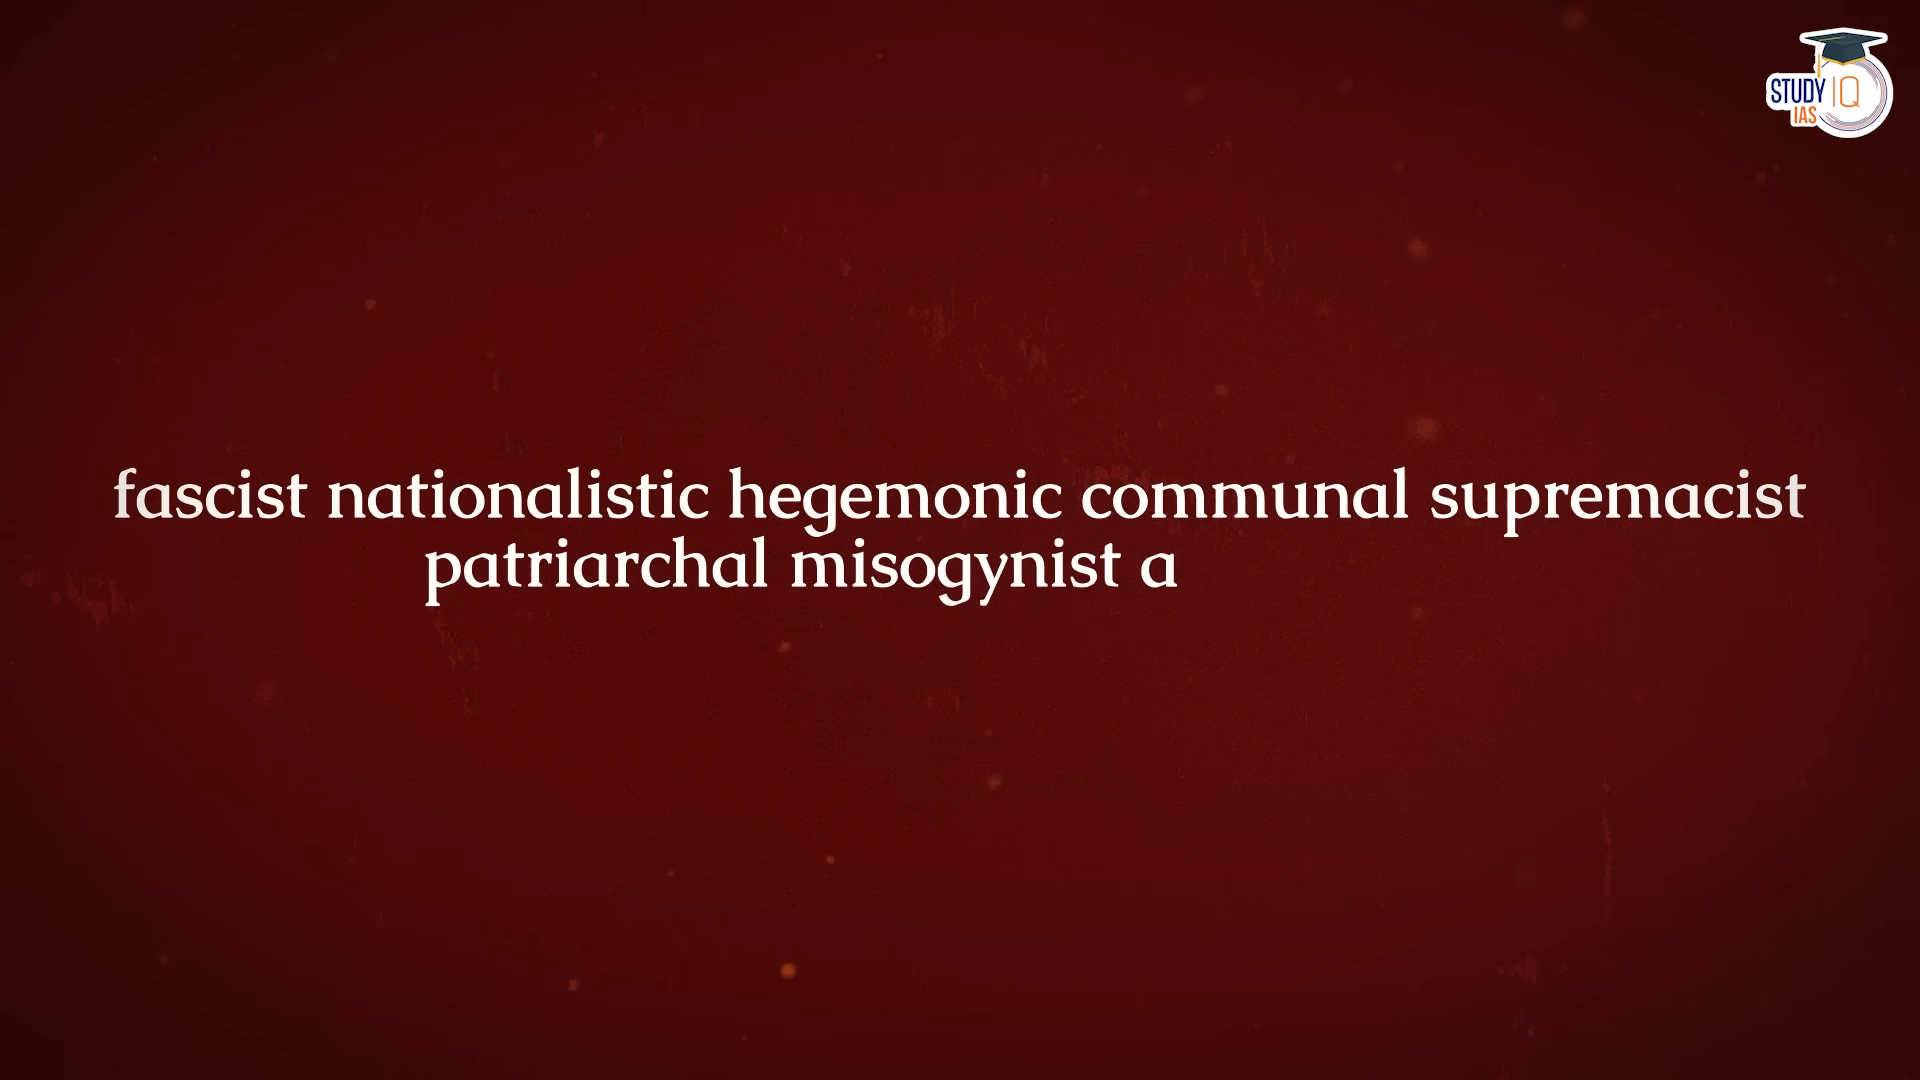 STUDY IQ
IAS
fascist nationalistic hegemonic communal supremacist
patriarchal misogynist a